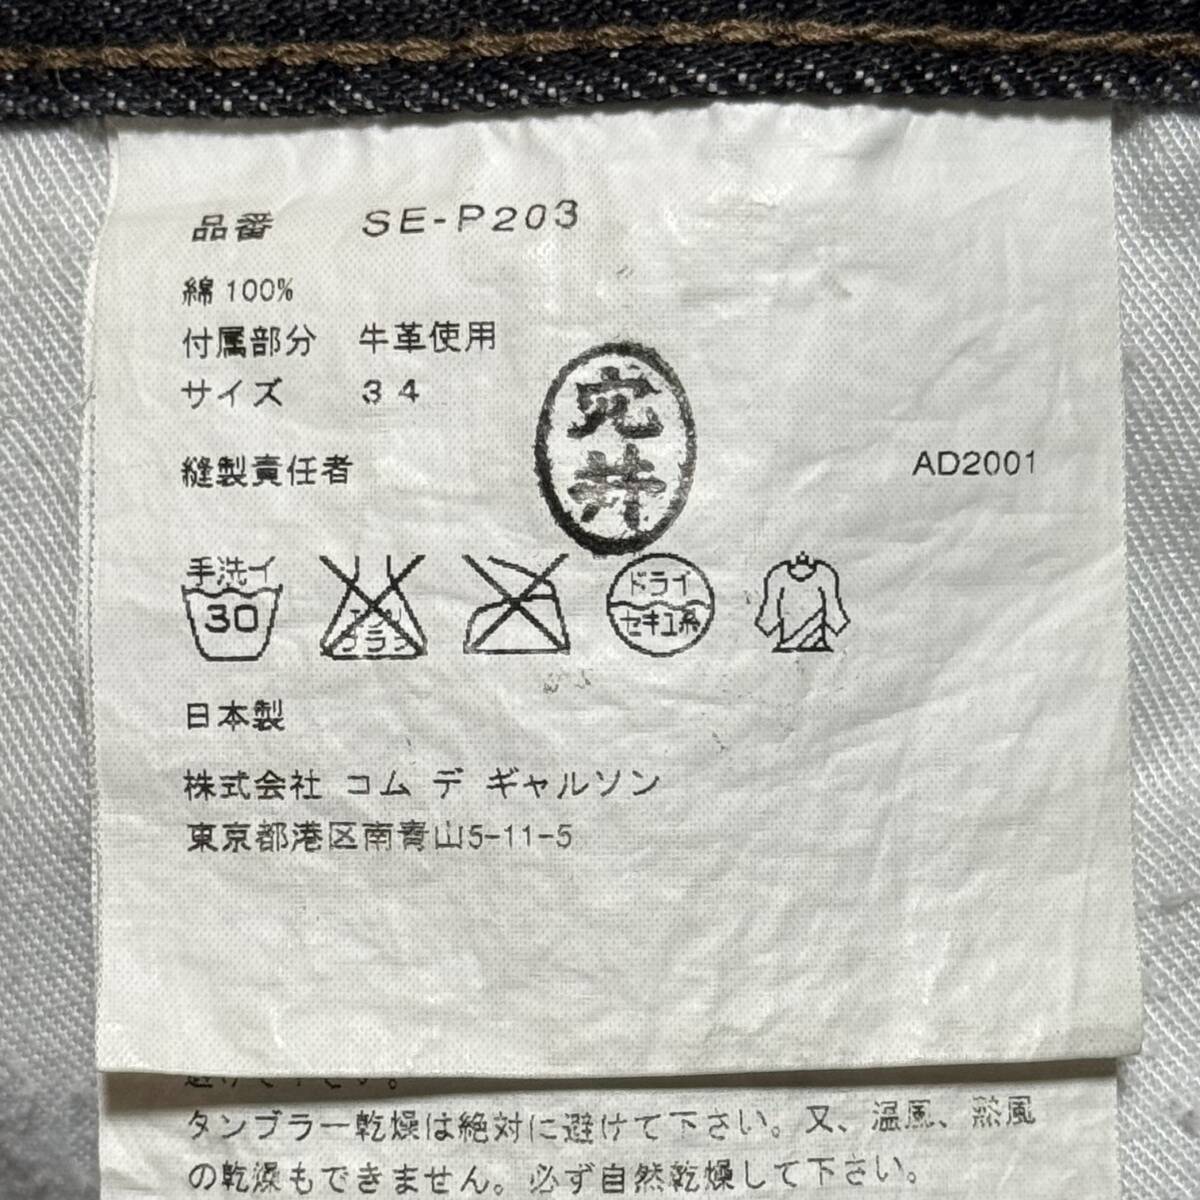 品番 SE-P203
綿100%
付属部分 牛革使用
サイズ 34
縫製責任者
AD2001
手洗イ
30
ドライ
セキユ系
日本製
株式会社 コム デ ギャルソン
東京都港区南青山5-11-5
タンブラー乾燥は絶対に避けて下さい。又、温風、熱風
の乾燥もできません。必ず自然乾燥して下さい。